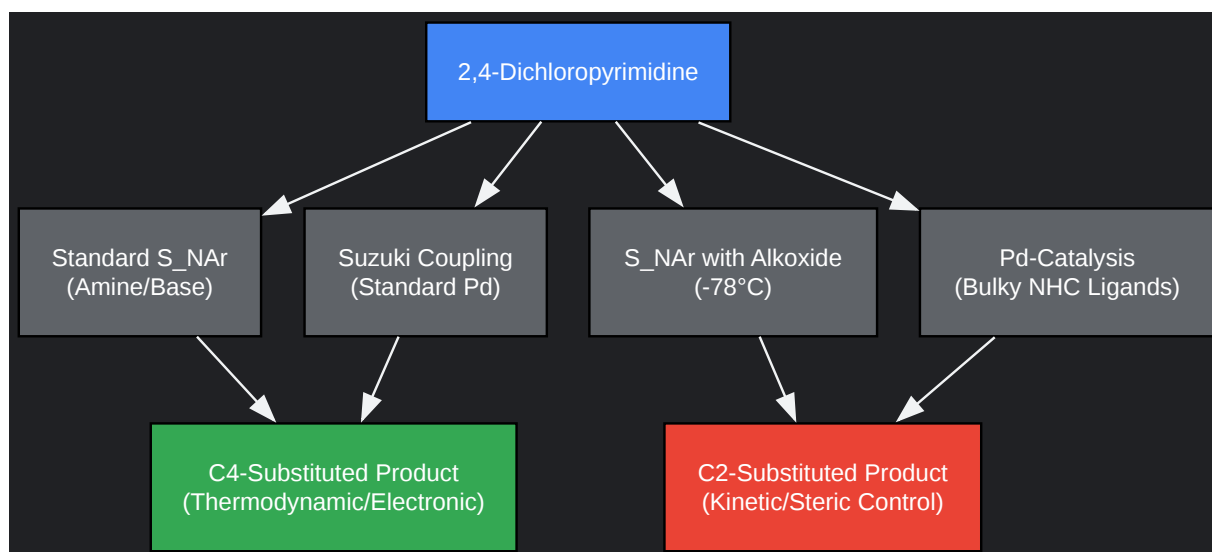 2,4-Dichloropyrimidine
Standard S_NAr
(Amine/Base)
Suzuki Coupling
(Standard Pd)
S_NAr with Alkoxide
(-78°C)
Pd-Catalysis
(Bulky NHC Ligands)
C4-Substituted Product
(Thermodynamic/Electronic)
C2-Substituted Product
(Kinetic/Steric Control)